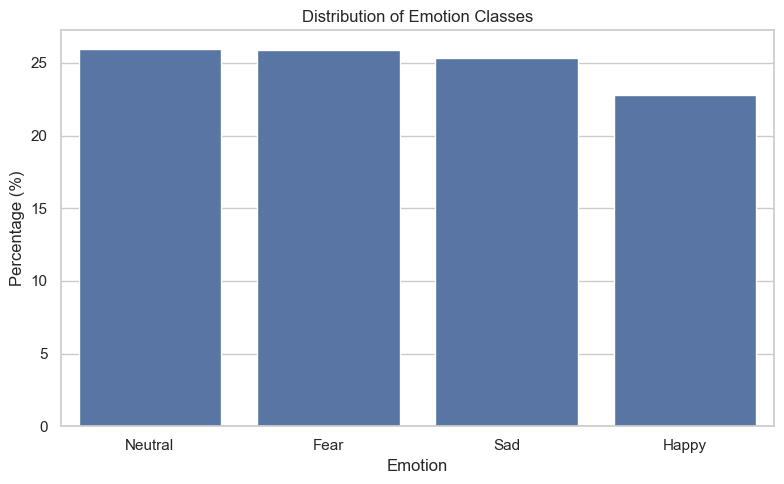 Distribution of Emotion Classes
Percentage (%)
25
20
15
10
5
0
Neutral Fear Sad Happy
Emotion